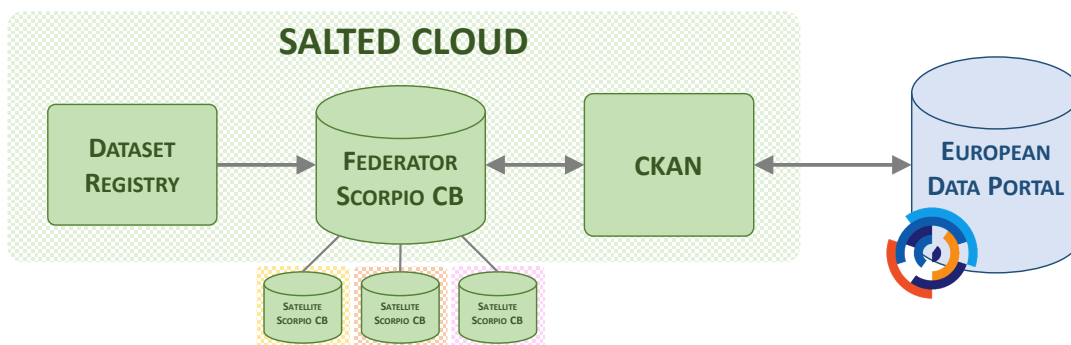 SALTED CLOUD
DATASET
REGISTRY
FEDERATOR
SCORPIO CB
CKAN
EUROPEAN
DATA PORTAL
SATELLITE
SCORPIO CB
SATELLITE
SCORPIO CB
SATELLITE
SCORPIO CB